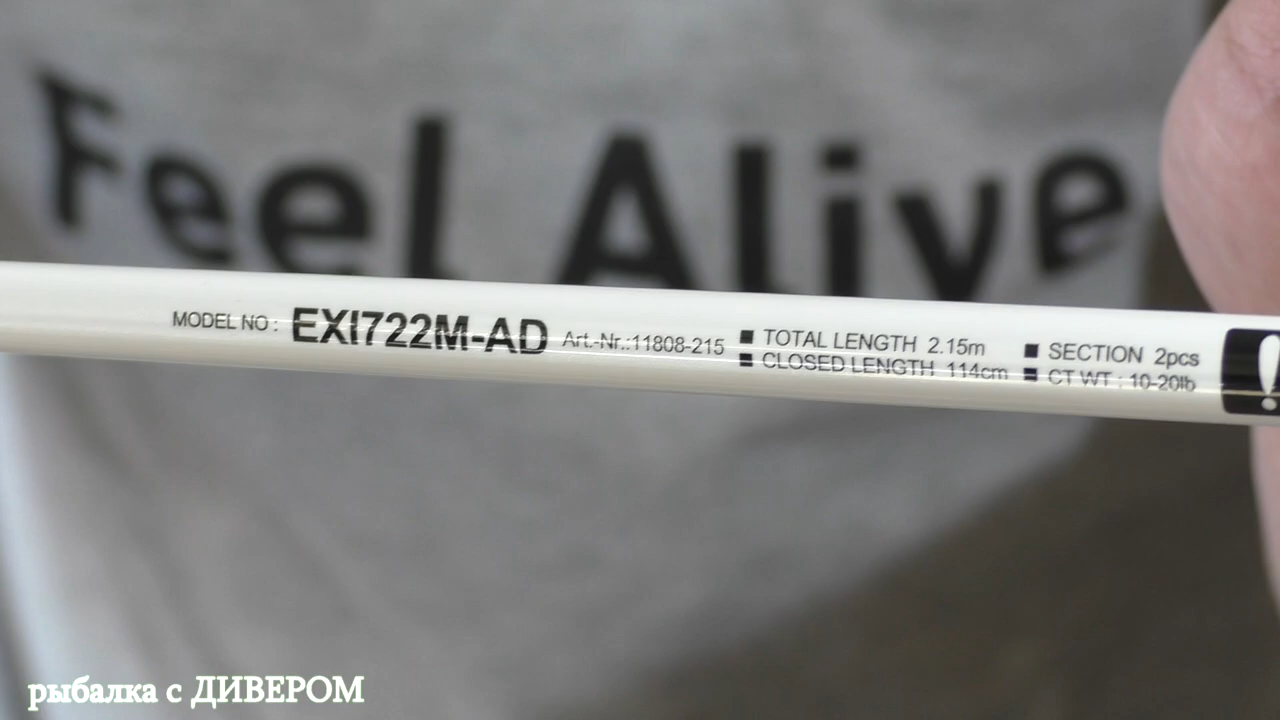 Feel Alive
MODEL NO : EXI722M-AD Art.-Nr.:11808-215
■ TOTAL LENGTH 2.15m
■ CLOSED LENGTH 114cm
■ SECTION 2pcs
■ CT WT : 10-20lb
рыбалка с ДИВЕРОМ